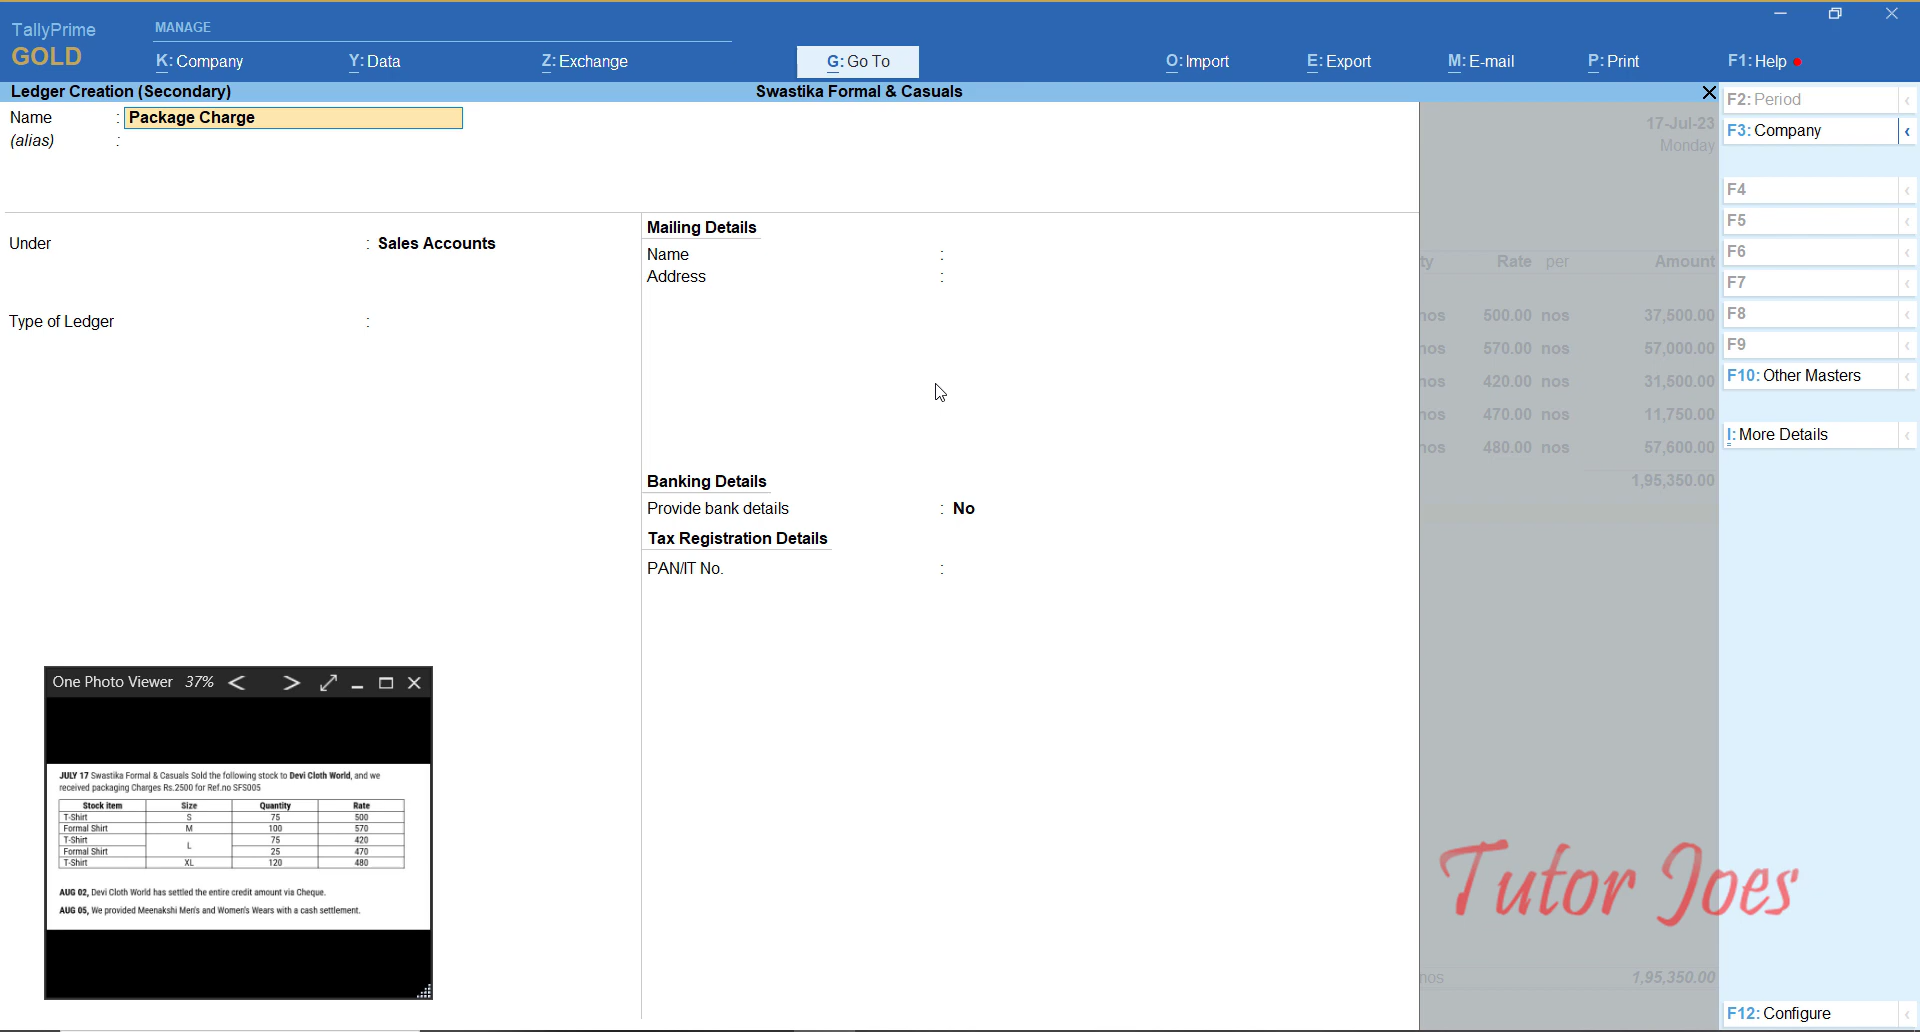 TallyPrime
GOLD
MANAGE
K: Company
Y: Data
Z: Exchange
G: Go To
O: Import
E: Export
M: E-mail
P: Print
F1: Help
Ledger Creation (Secondary)
Swastika Formal & Casuals
Name : Package Charge
(alias) :
Under : Sales Accounts
Type of Ledger :
Mailing Details
Name :
Address :
Banking Details
Provide bank details : No
Tax Registration Details
PAN/IT No. :
17-Jul-23
Monday
ty Rate per Amount
nos 500.00 nos 37,500.00
nos 570.00 nos 57,000.00
nos 420.00 nos 31,500.00
nos 470.00 nos 11,750.00
nos 480.00 nos 57,600.00
1,95,350.00
nos 1,95,350.00
F2: Period
F3: Company
F4
F5
F6
F7
F8
F9
F10: Other Masters
I: More Details
F12: Configure
One Photo Viewer 37%
JULY 17 Swastika Formal & Casuals Sold the following stock to Devi Cloth World, and we
received packaging Charges Rs.2500 for Ref.no SFS005
Stock item Size Quantity Rate
T-Shirt S 75 500
Formal Shirt M 100 570
T-Shirt L 75 420
Formal Shirt 25 470
T-Shirt XL 120 480
AUG 02, Devi Cloth World has settled the entire credit amount via Cheque.
AUG 05, We provided Meenakshi Men's and Women's Wears with a cash settlement.
Tutor Joes